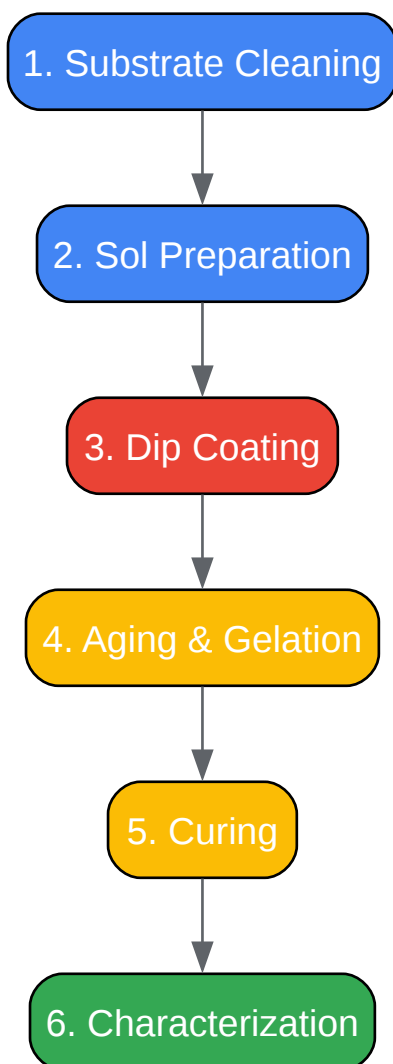 1. Substrate Cleaning
2. Sol Preparation
3. Dip Coating
4. Aging & Gelation
5. Curing
6. Characterization